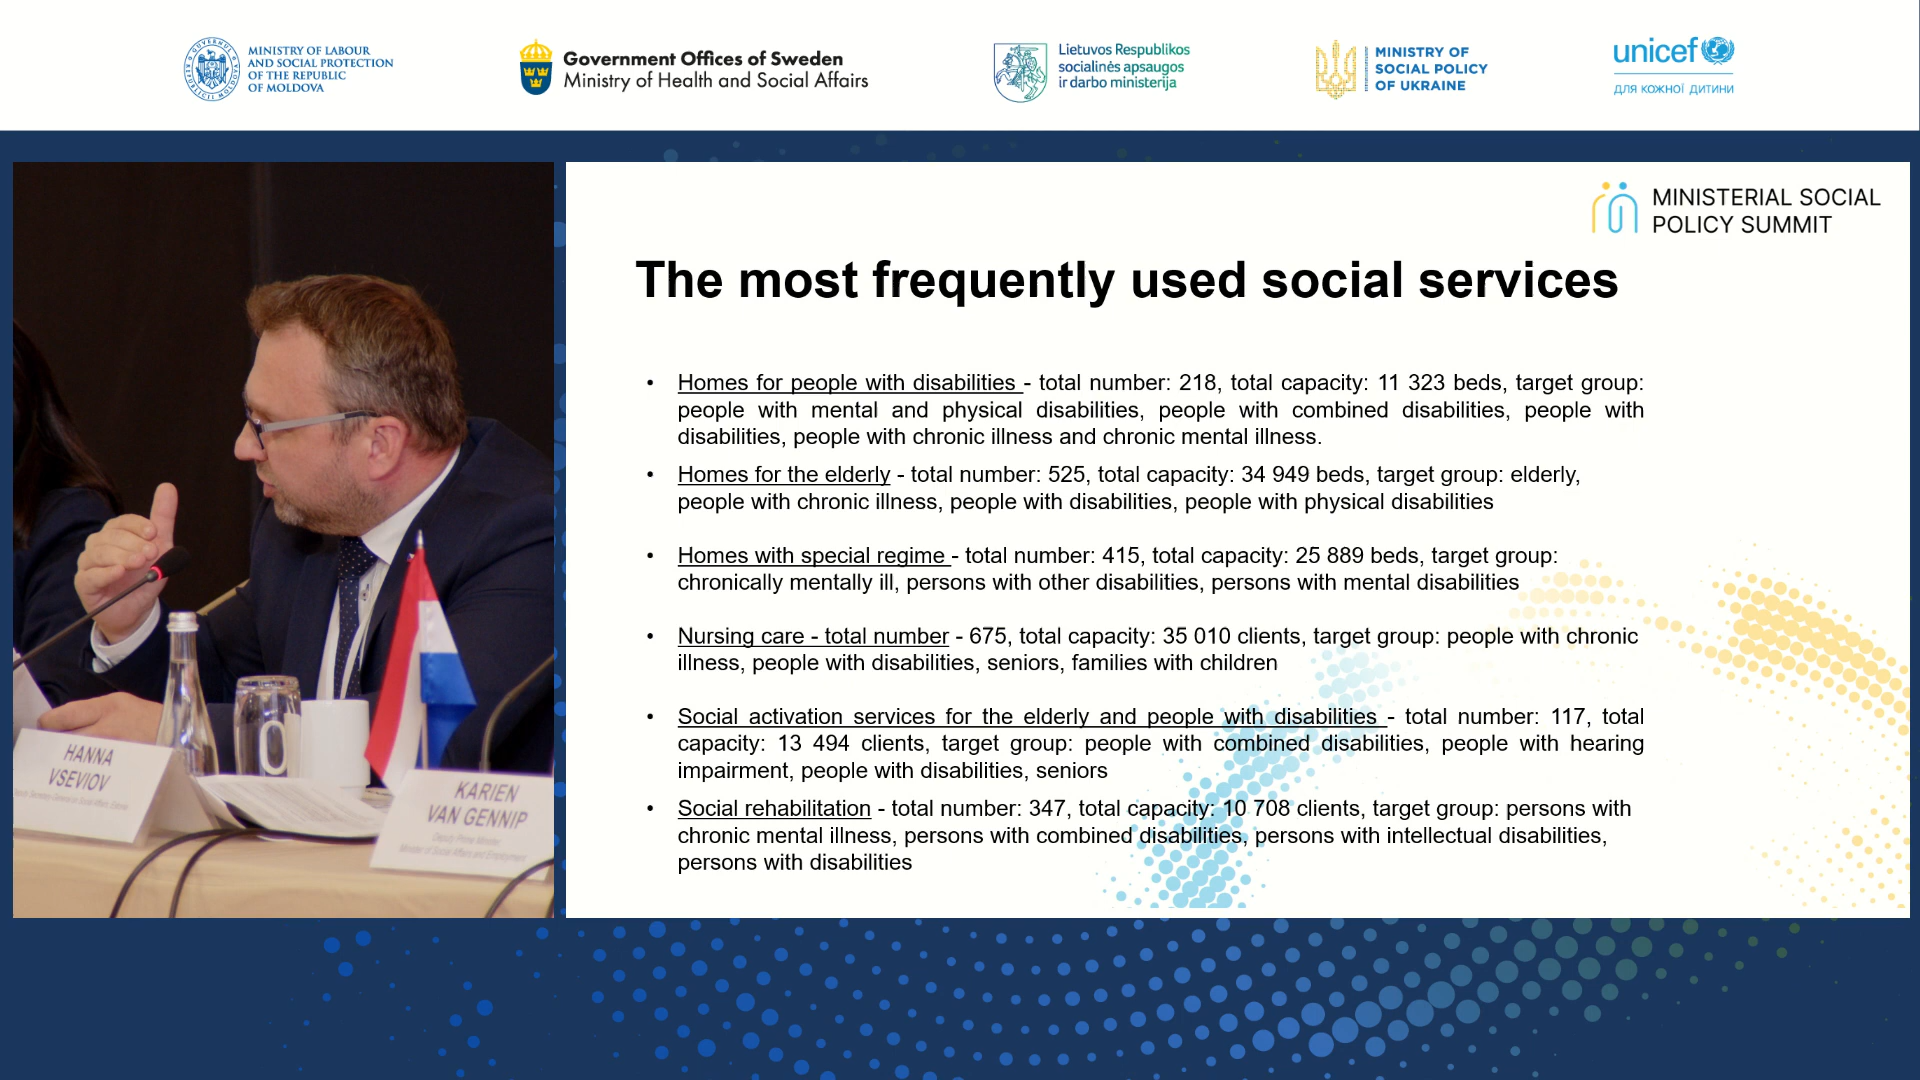 MINISTRY OF LABOUR
AND SOCIAL PROTECTION
OF THE REPUBLIC
OF MOLDOVA
Government Offices of Sweden
Ministry of Health and Social Affairs
Lietuvos Respublikos
socialinės apsaugos
ir darbo ministerija
MINISTRY OF
SOCIAL POLICY
OF UKRAINE
unicef
ДЛЯ КОЖНОЇ ДИТИНИ
MINISTERIAL SOCIAL
POLICY SUMMIT
The most frequently used social services
• Homes for people with disabilities - total number: 218, total capacity: 11 323 beds, target group:
people with mental and physical disabilities, people with combined disabilities, people with
disabilities, people with chronic illness and chronic mental illness.
• Homes for the elderly - total number: 525, total capacity: 34 949 beds, target group: elderly,
people with chronic illness, people with disabilities, people with physical disabilities
• Homes with special regime - total number: 415, total capacity: 25 889 beds, target group:
chronically mentally ill, persons with other disabilities, persons with mental disabilities
• Nursing care - total number - 675, total capacity: 35 010 clients, target group: people with chronic
illness, people with disabilities, seniors, families with children
• Social activation services for the elderly and people with disabilities - total number: 117, total
capacity: 13 494 clients, target group: people with combined disabilities, people with hearing
impairment, people with disabilities, seniors
• Social rehabilitation - total number: 347, total capacity: 10 708 clients, target group: persons with
chronic mental illness, persons with combined disabilities, persons with intellectual disabilities,
persons with disabilities
HANNA
VSEVIOV
KARIEN
VAN GENNIP
Deputy Prime Minister,
Minister of Social Affairs and Employment